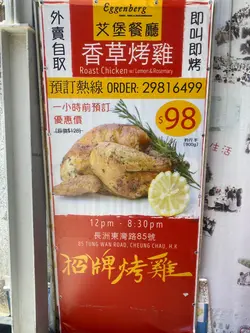 Eggenberg
艾堡餐廳
外賣自取
即叫即烤
香草烤雞
Roast Chicken w/ Lemon & Rosemary
預訂熱線 ORDER: 29816499
一小時前預訂
優惠價
$98
12pm - 8:30pm
長洲東灣路85號
85 TUNG WAN ROAD, CHEUNG CHAU, H.K
招牌烤雞
生活